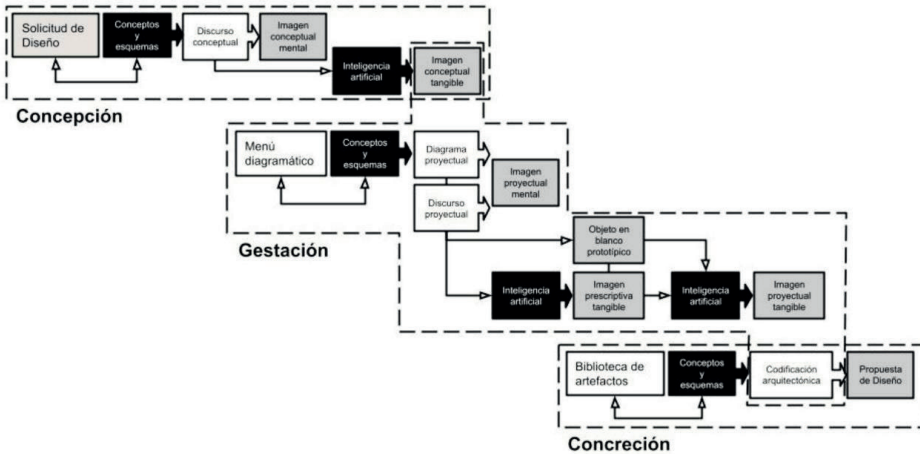 Solicitud de
Diseño
Conceptos
y
esquemas
Discurso
conceptual
Imagen
conceptual
mental
Inteligencia
artificial
Imagen
conceptual
tangible
Concepción
Menú
diagramático
Conceptos
y
esquemas
Diagrama
proyectual
Discurso
proyectual
Imagen
proyectual
mental
Gestación
Objeto en
blanco
prototípico
Inteligencia
artificial
Imagen
prescriptiva
tangible
Inteligencia
artificial
Imagen
proyectual
tangible
Biblioteca de
artefactos
Conceptos
y
esquemas
Codificación
arquitectónica
Propuesta
de Diseño
Concreción